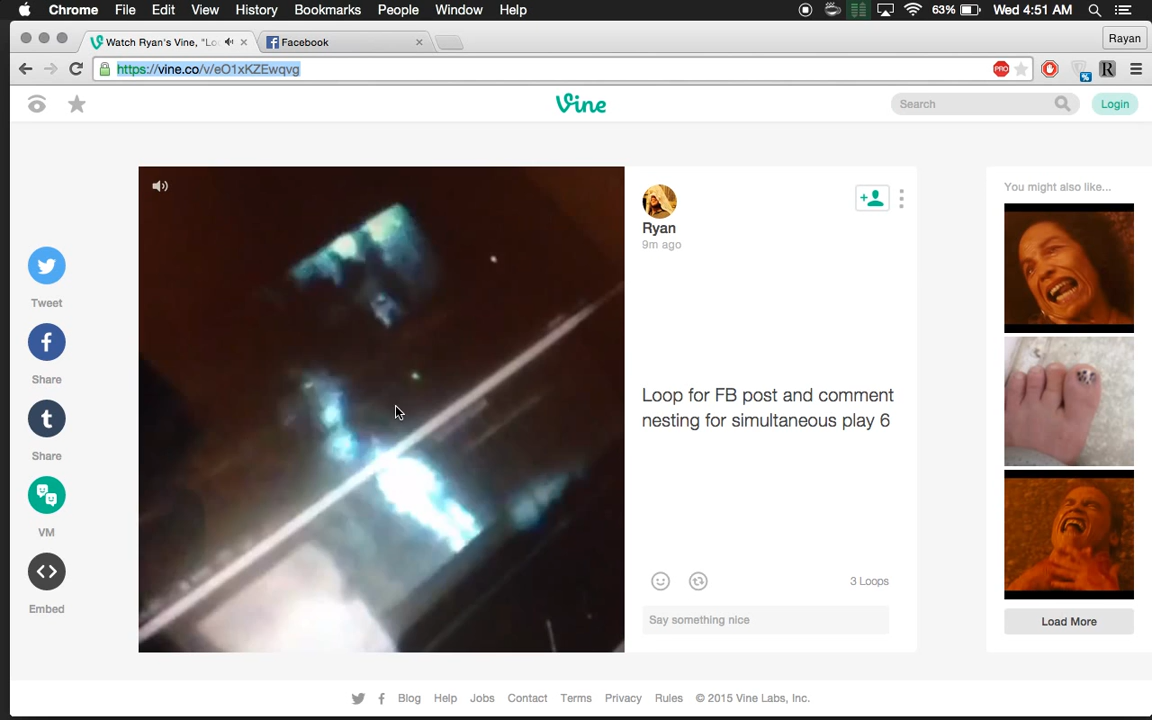 Chrome File Edit View History Bookmarks People Window Help 63% Wed 4:51 AM
Watch Ryan's Vine, "Lo Facebook Rayan
https://vine.co/v/eO1xKZEwqvg PRO % R
Vine Search Login
You might also like...
Ryan
9m ago
Tweet
f
Share
t
Share
Loop for FB post and comment
nesting for simultaneous play 6
VM
3 Loops
Embed
Say something nice
Load More
Blog Help Jobs Contact Terms Privacy Rules © 2015 Vine Labs, Inc.